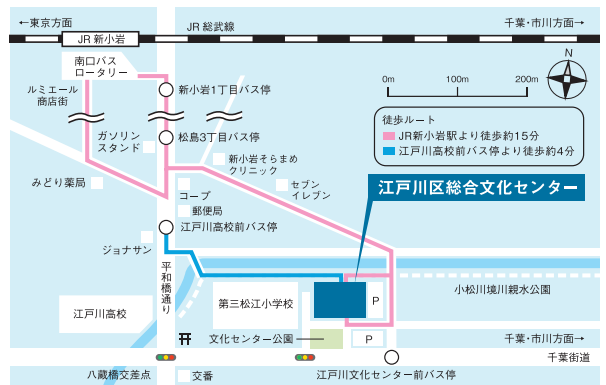 ←東京方面
JR 総武線
千葉・市川方面→
JR 新小岩
南口バス
ロータリー
N
ルミエール
商店街
新小岩1丁目バス停
0m
100m
200m
徒歩ルート
JR新小岩駅より徒歩約15分
江戸川高校前バス停より徒歩約4分
ガソリン
スタンド
松島3丁目バス停
新小岩そらまめ
クリニック
みどり薬局
コープ
セブン
イレブン
江戸川区総合文化センター
郵便局
江戸川高校前バス停
ジョナサン
平和橋通り
小松川境川親水公園
江戸川高校
第三松江小学校
P
文化センター公園
P
千葉・市川方面→
千葉街道
八蔵橋交差点
交番
江戸川文化センター前バス停